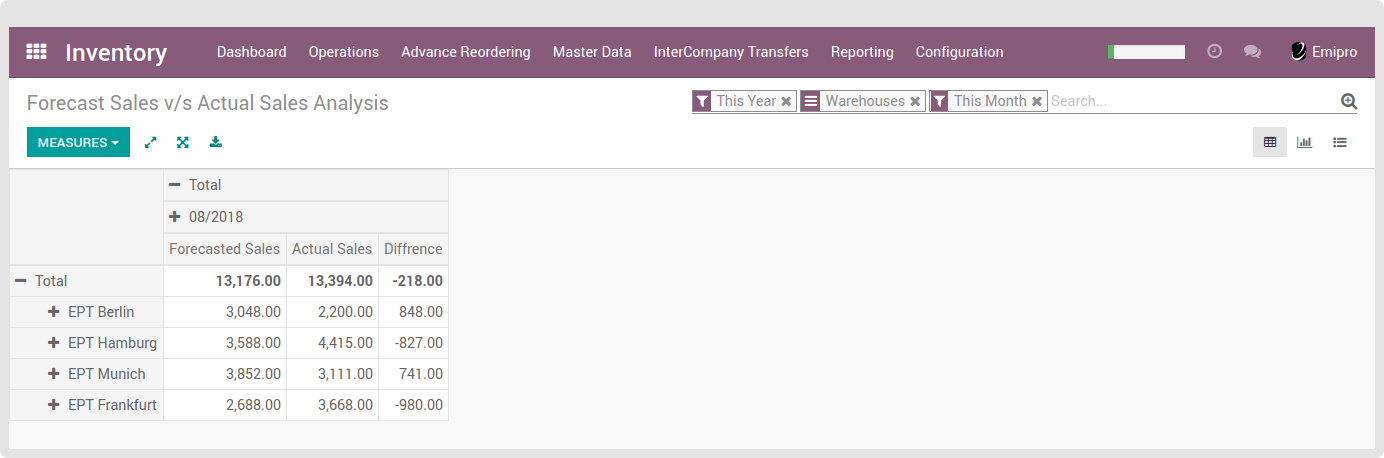 Inventory Dashboard Operations Advance Reordering Master Data InterCompany Transfers Reporting Configuration Emipro
Forecast Sales v/s Actual Sales Analysis This Year Warehouses This Month Search...
MEASURES
Total
08/2018
Forecasted Sales Actual Sales Diffrence
Total 13,176.00 13,394.00 -218.00
EPT Berlin 3,048.00 2,200.00 848.00
EPT Hamburg 3,588.00 4,415.00 -827.00
EPT Munich 3,852.00 3,111.00 741.00
EPT Frankfurt 2,688.00 3,668.00 -980.00